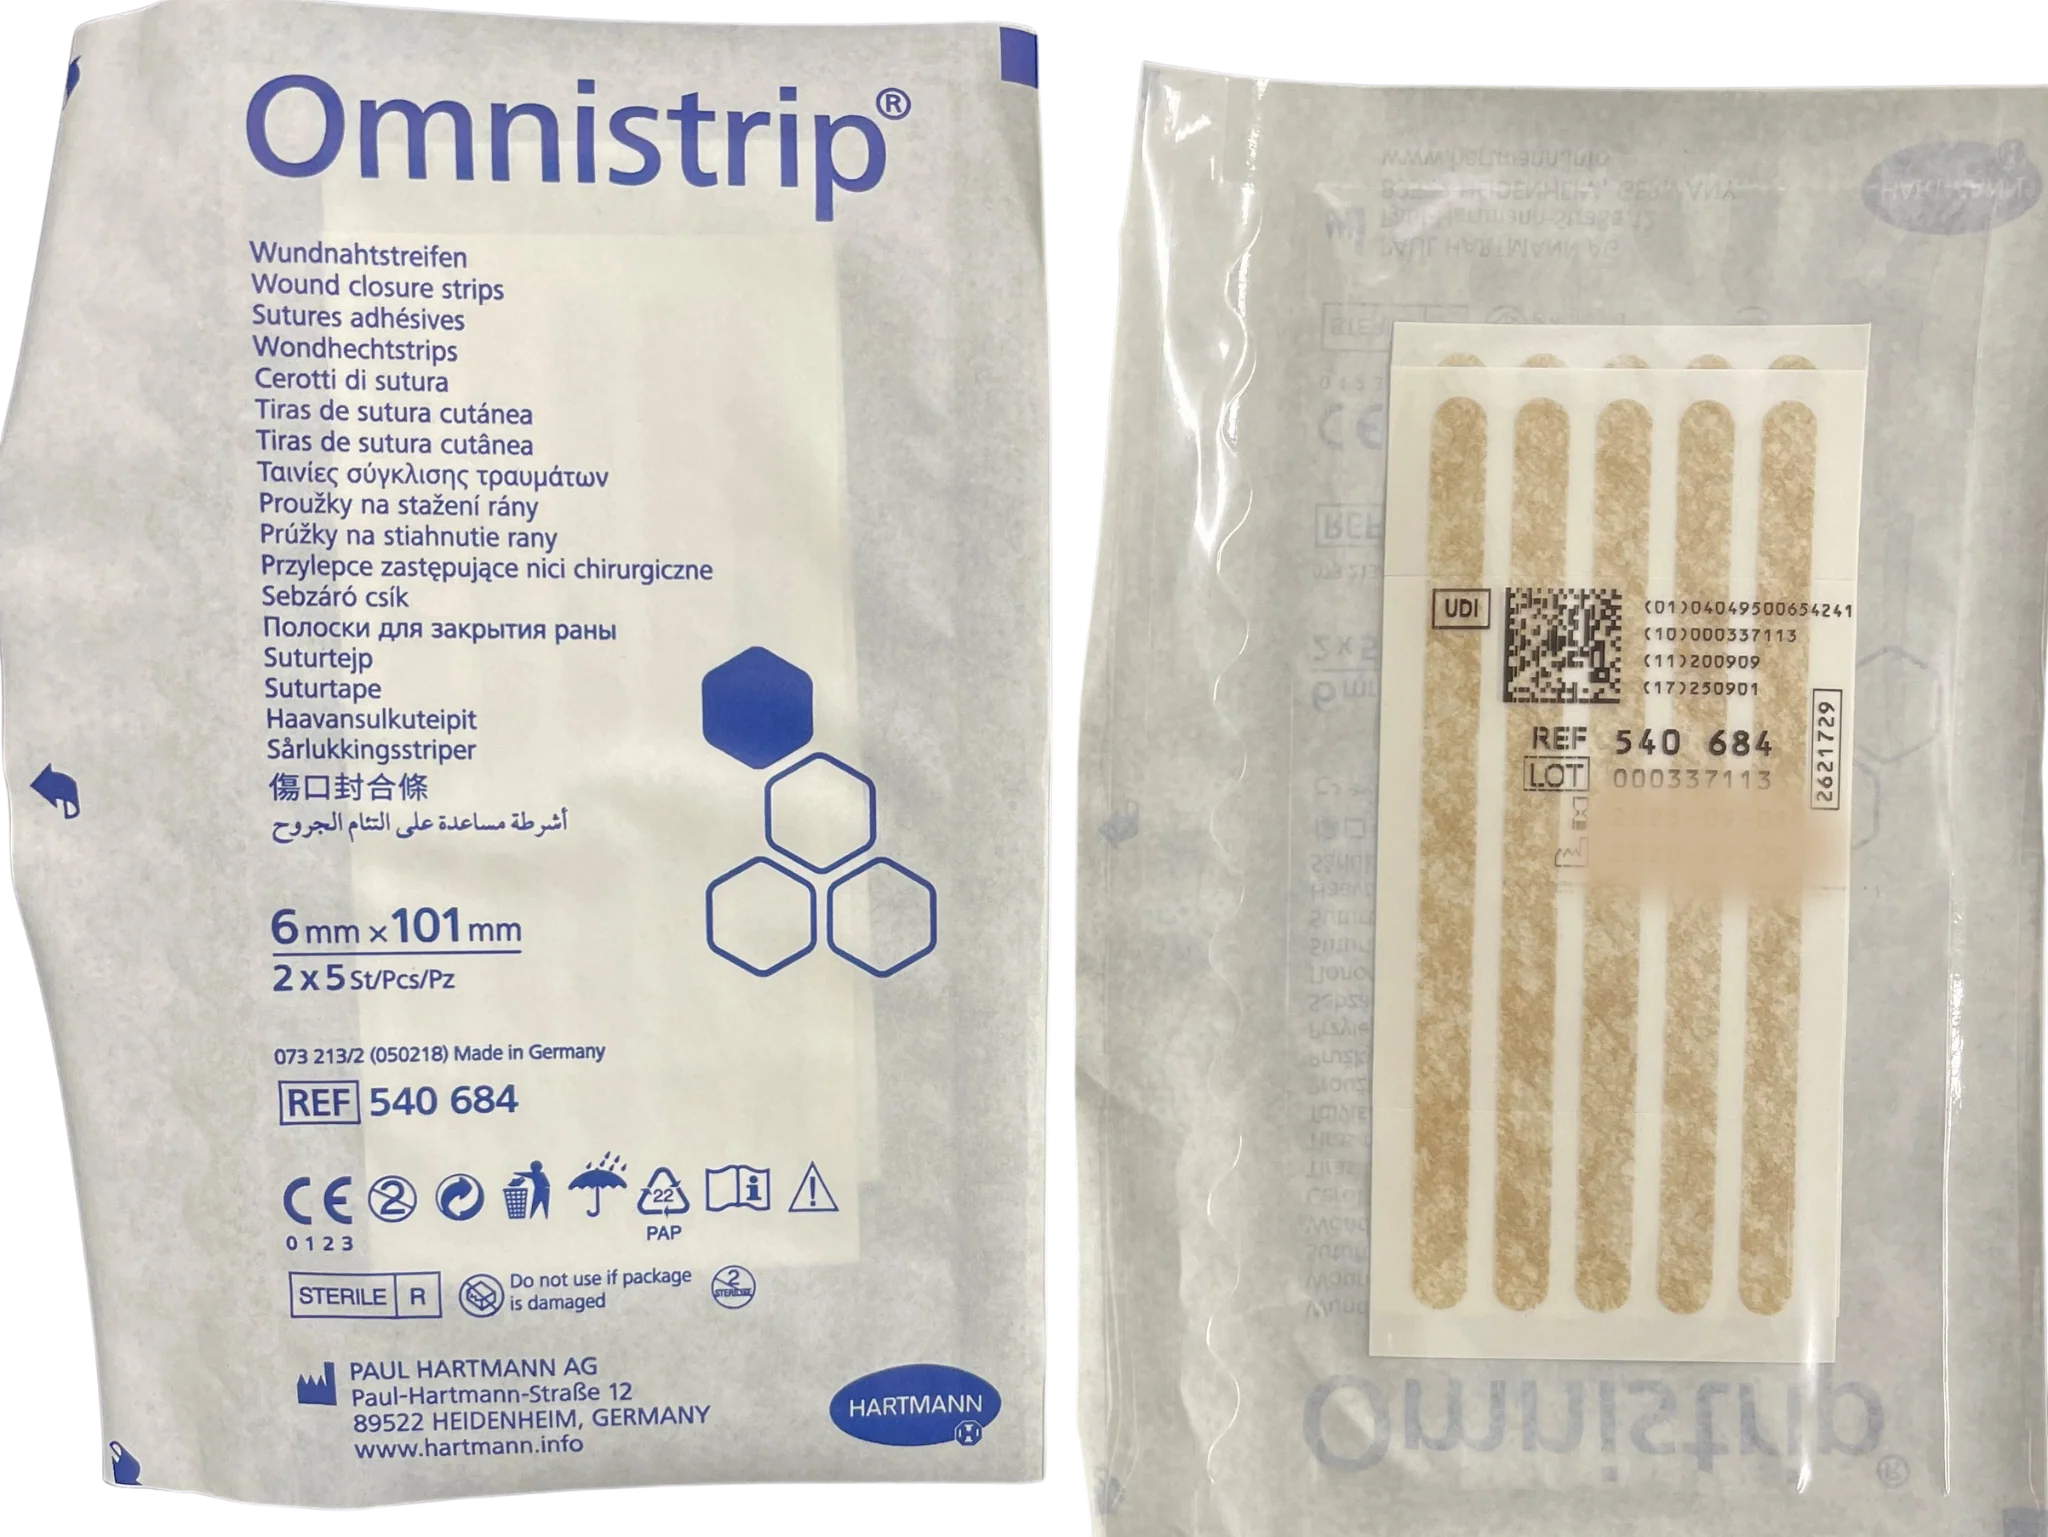 Omnistrip®
Wundnahtstreifen
Wound closure strips
Sutures adhésives
Wondhechtstrips
Cerotti di sutura
Tiras de sutura cutánea
Tiras de sutura cutânea
Ταινίες σύγκλισης τραυμάτων
Proužky na stažení rány
Prúžky na stiahnutie rany
Przylepce zastępujące nici chirurgiczne
Sebzáró csík
Полоски для закрытия раны
Suturtejp
Suturtape
Haavansulkuteipit
Sårlukkingsstriper
傷口封合條
أشرطة مساعدة على التئام الجروح
6 mm x 101 mm
2 x 5 St/Pcs/Pz
073 213/2 (050218) Made in Germany
REF 540 684
CE 2 22
0123 PAP
STERILE R Do not use if package
is damaged
2 STERILIZE
PAUL HARTMANN AG
Paul-Hartmann-Straße 12
89522 HEIDENHEIM, GERMANY
www.hartmann.info
HARTMANN
UDI
(01)04049500654241
(10)000337113
(11)200909
(17)250901
REF 540 684
LOT 000337113
2621729